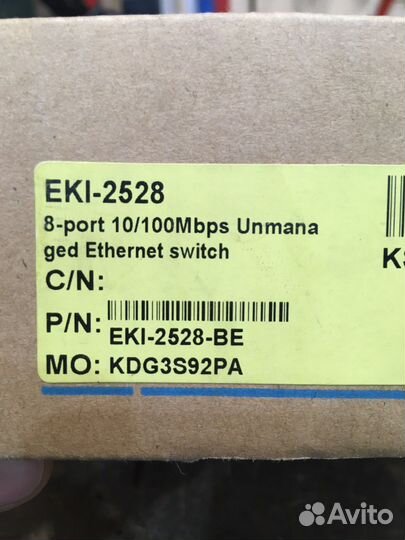 EKI-2528
8-port 10/100Mbps Unmana
ged Ethernet switch
C/N:
P/N:
EKI-2528-BE
MO: KDG3S92PA
Avito